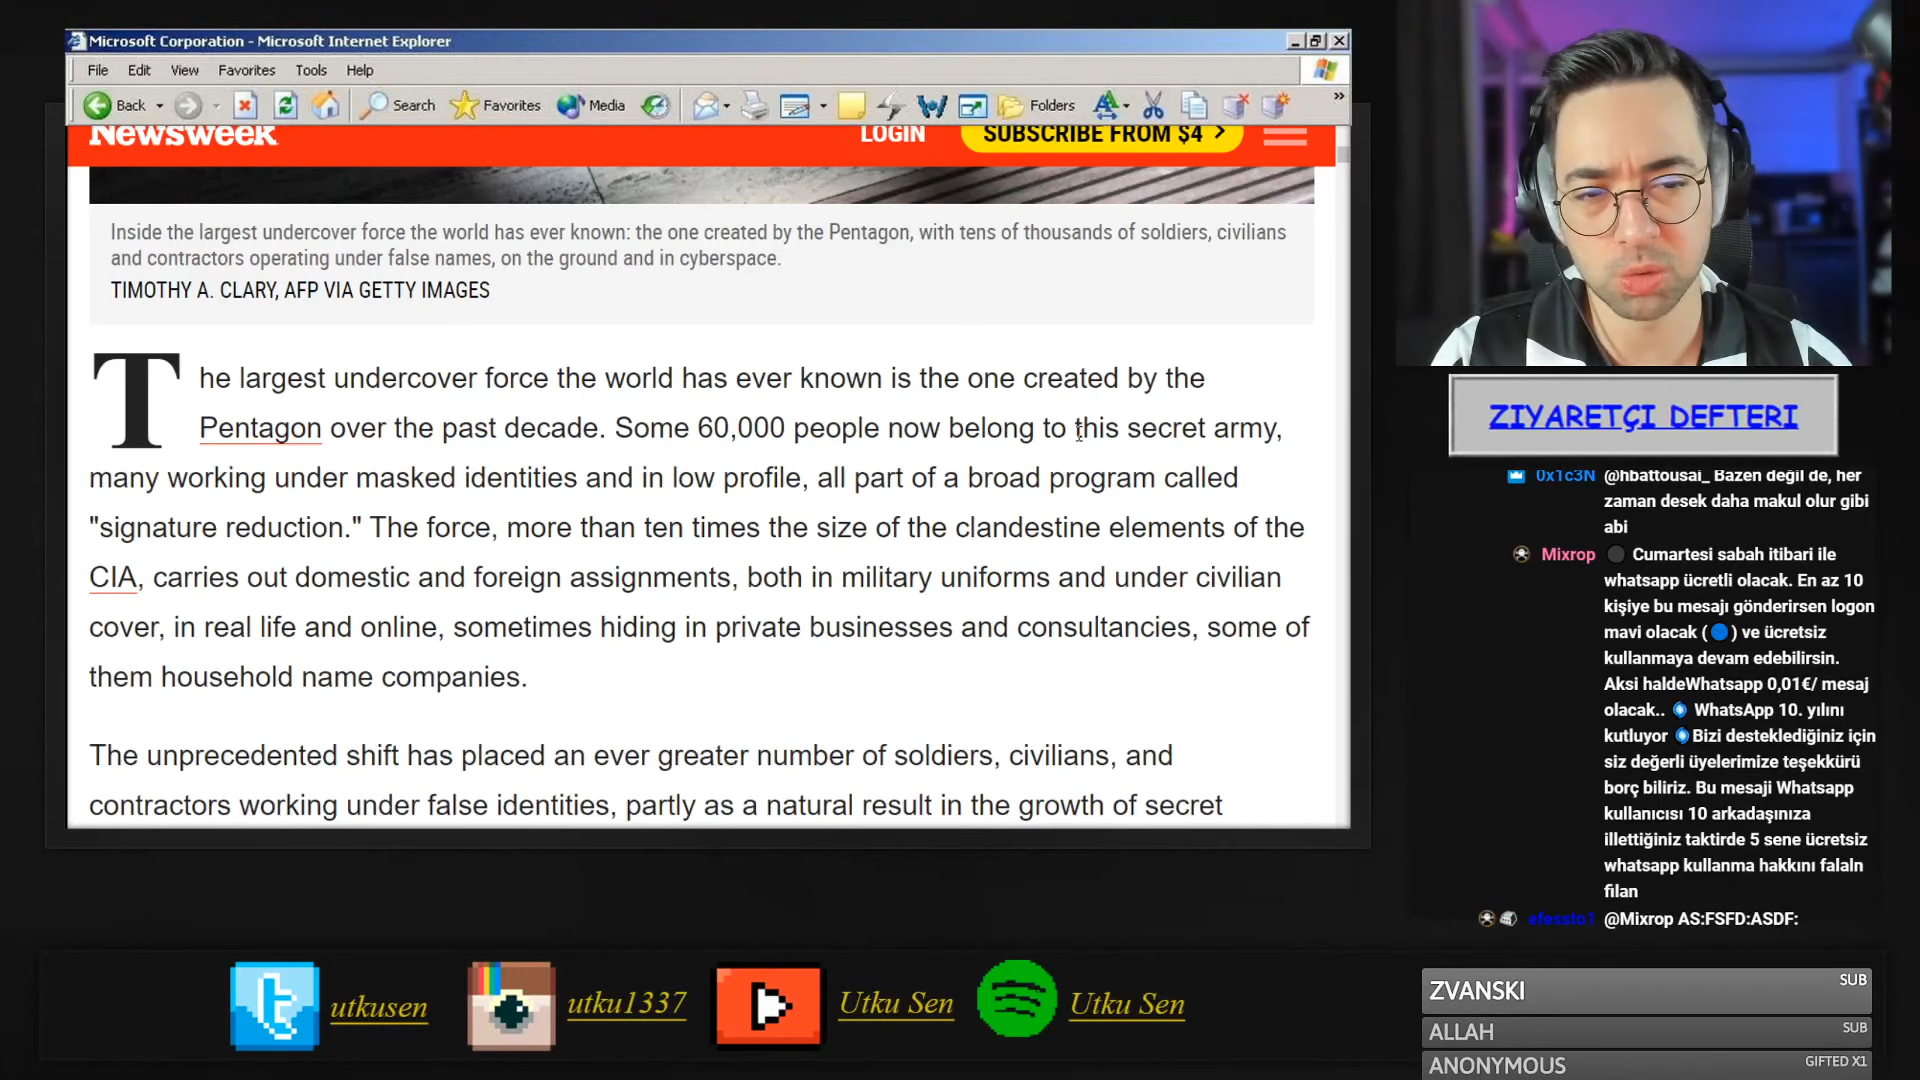 Microsoft Corporation - Microsoft Internet Explorer
File Edit View Favorites Tools Help
Back Search Favorites Media Folders »
Newsweek LOGIN SUBSCRIBE FROM $4 >
Inside the largest undercover force the world has ever known: the one created by the Pentagon, with tens of thousands of soldiers, civilians
and contractors operating under false names, on the ground and in cyberspace.
TIMOTHY A. CLARY, AFP VIA GETTY IMAGES
The largest undercover force the world has ever known is the one created by the
Pentagon over the past decade. Some 60,000 people now belong to this secret army,
many working under masked identities and in low profile, all part of a broad program called
"signature reduction." The force, more than ten times the size of the clandestine elements of the
CIA, carries out domestic and foreign assignments, both in military uniforms and under civilian
cover, in real life and online, sometimes hiding in private businesses and consultancies, some of
them household name companies.
The unprecedented shift has placed an ever greater number of soldiers, civilians, and
contractors working under false identities, partly as a natural result in the growth of secret
ZIYARETÇI DEFTERI
0x1c3N @hbattousai_ Bazen değil de, her
zaman desek daha makul olur gibi
abi
Mixrop Cumartesi sabah itibari ile
whatsapp ücretli olacak. En az 10
kişiye bu mesajı gönderirsen logon
mavi olacak ( ) ve ücretsiz
kullanmaya devam edebilirsin.
Aksi haldeWhatsapp 0,01€/ mesaj
olacak.. WhatsApp 10. yılını
kutluyor Bizi desteklediğiniz için
siz değerli üyelerimize teşekkürü
borç biliriz. Bu mesaji Whatsapp
kullanıcısı 10 arkadaşınıza
illettiğiniz taktirde 5 sene ücretsiz
whatsapp kullanma hakkını falaln
filan
efessto1 @Mixrop AS:FSFD:ASDF:
utkusen utku1337 Utku Sen Utku Sen
ZVANSKI SUB
ALLAH SUB
ANONYMOUS GIFTED X1